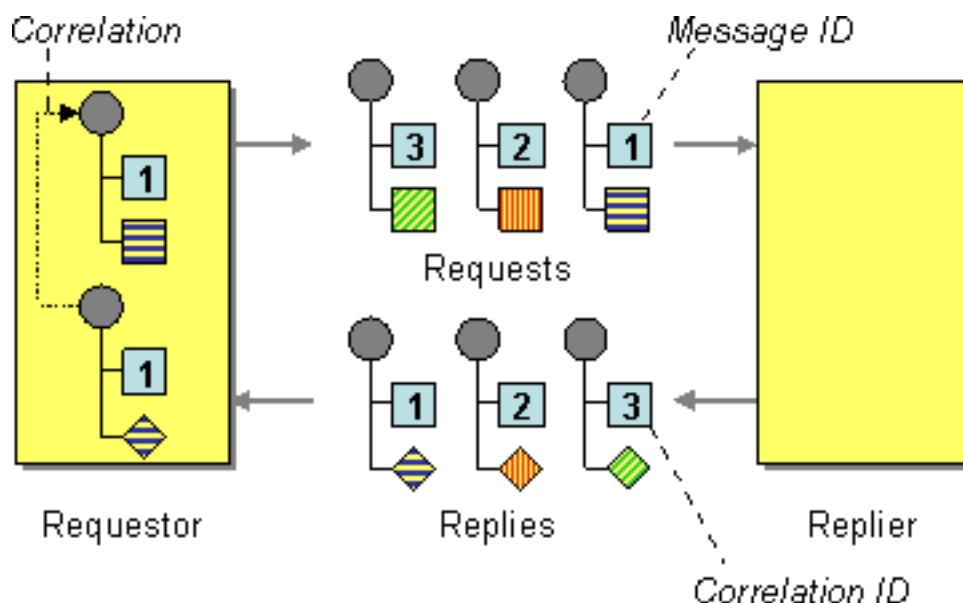 Correlation
Message ID
3
2
1
1
Requests
1
1
2
3
Requestor
Replies
Replier
Correlation ID